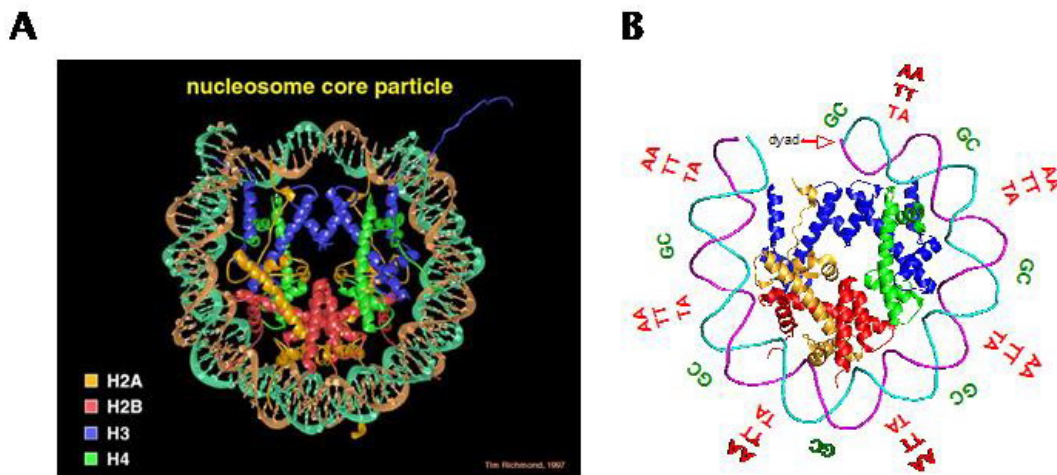 A
B
nucleosome core particle
H2A
H2B
H3
H4
Tim Richmond, 1997
dyad
AA
TT
TA
GC
GC
AA
TT
TA
GC
AA
TT
TA
GC
AA
TT
TA
GC
AA
TT
TA
GC
AA
TT
TA
GC
AA
TT
TA